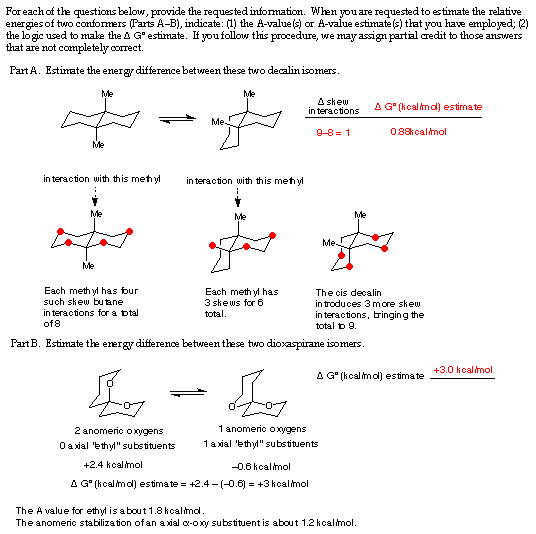 For each of the questions below, provide the requested information. When you are requested to estimate the relative
energies of two conformers (Parts A–B), indicate: (1) the A-value(s) or A-value estimate(s) that you have employed; (2)
the logic used to make the Δ G° estimate. If you follow this procedure, we may assign partial credit to those answers
that are not completely correct.
Part A. Estimate the energy difference between these two decalin isomers.
Me
Me
Me
Me
Δ skew
interactions
Δ G° (kcal/mol) estimate
9–8 = 1
0.88kcal/mol
interaction with this methyl
interaction with this methyl
Me
Me
Me
Me
Me
Me
Each methyl has four
such skew butane
interactions for a total
of 8
Each methyl has
3 skews for 6
total.
The cis decalin
introduces 3 more skew
interactions, bringing the
total to 9.
Part B. Estimate the energy difference between these two dioxaspirane isomers.
O
O
O
O
Δ G° (kcal/mol) estimate
+3.0 kcal/mol
2 anomeric oxygens
0 axial "ethyl" substituents
1 anomeric oxygens
1 axial "ethyl" substituents
+2.4 kcal/mol
–0.6 kcal/mol
Δ G° (kcal/mol) estimate = +2.4 – (–0.6) = +3 kcal/mol
The A value for ethyl is about 1.8 kcal/mol.
The anomeric stabilization of an axial α-oxy substituent is about 1.2 kcal/mol.